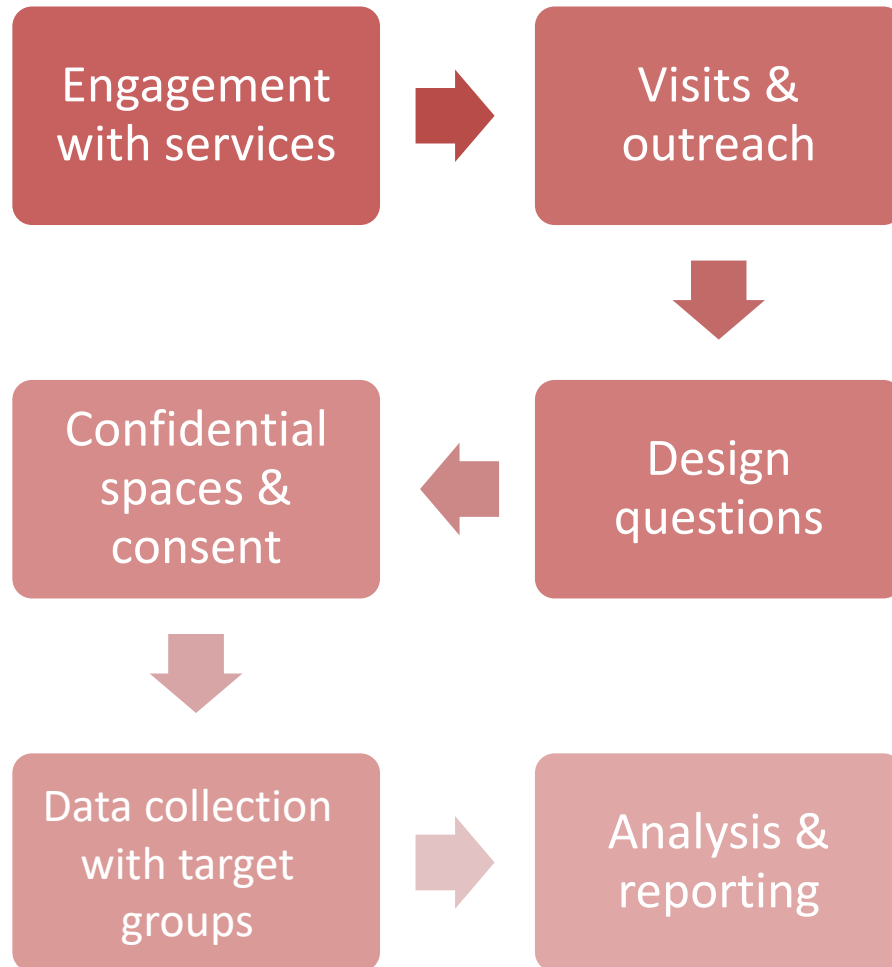 Engagement
with services
Visits &
outreach
Design
questions
Confidential
spaces &
consent
Data collection
with target
groups
Analysis &
reporting